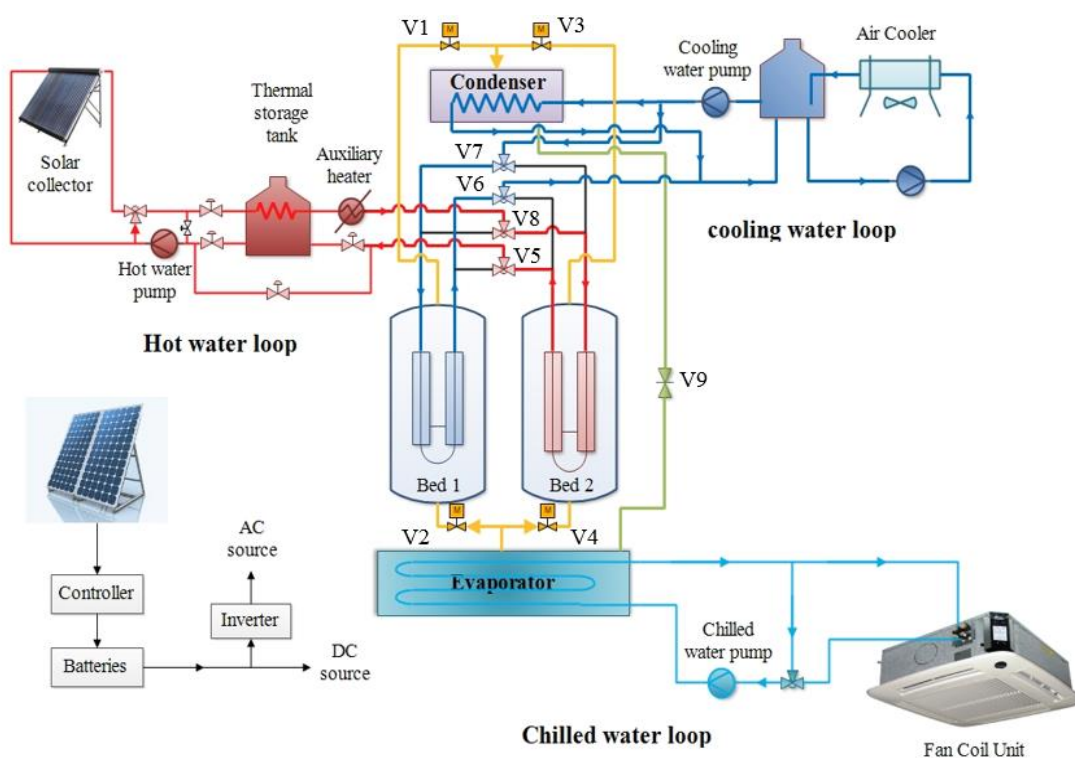 V1
V3
M
M
Condenser
Cooling
water pump
Air Cooler
Solar
collector
Thermal
storage
tank
Auxiliary
heater
V7
V6
V8
V5
Hot water
pump
Hot water loop
cooling water loop
V9
Bed 1
Bed 2
M
M
V2
V4
Evaporator
AC
source
Controller
Inverter
Batteries
DC
source
Chilled
water pump
Chilled water loop
Fan Coil Unit